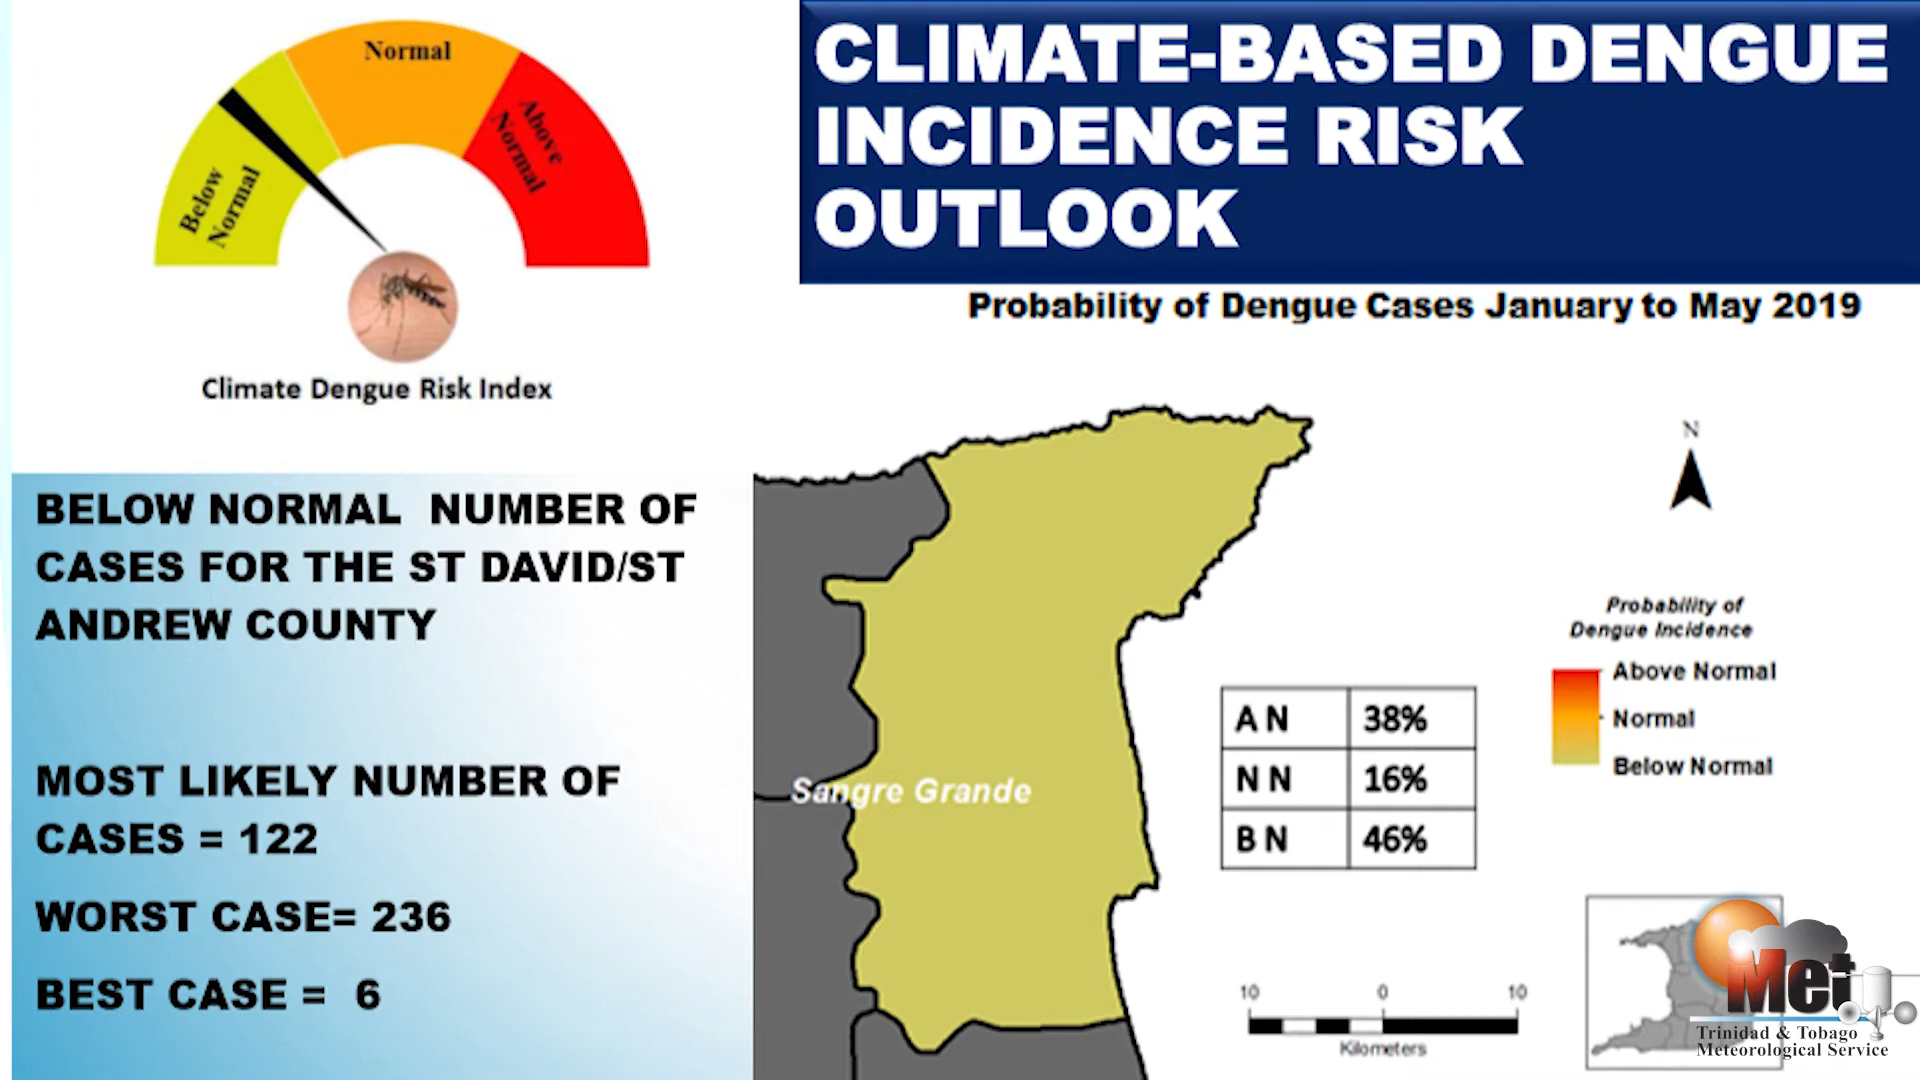 Normal
Below
Normal
Above
Normal
Climate Dengue Risk Index
CLIMATE-BASED DENGUE
INCIDENCE RISK
OUTLOOK
Probability of Dengue Cases January to May 2019
BELOW NORMAL NUMBER OF
CASES FOR THE ST DAVID/ST
ANDREW COUNTY
MOST LIKELY NUMBER OF
CASES = 122
WORST CASE= 236
BEST CASE = 6
Sangre Grande
N
Probability of
Dengue Incidence
Above Normal
Normal
Below Normal
A N 38%
N N 16%
B N 46%
10 0 10
Kilometers
Met
Trinidad & Tobago
Meteorological Service